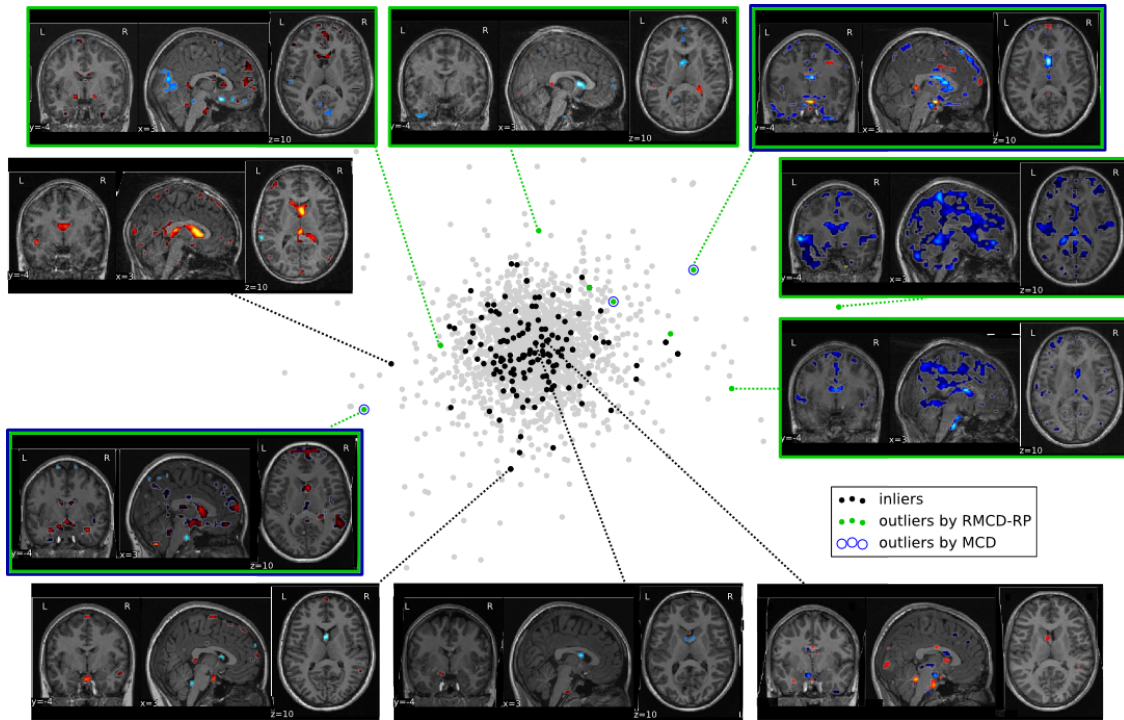 L R
y=-4 x=3 z=10
L R
y=-4 x=3 z=10
L R
y=-4 x=3 z=10
L R
y=-4 x=3 z=10
L R
y=-4 x=3 z=10
L R
y=-4 x=3 z=10
L R
y=-4 x=3 z=10
inliers
outliers by RMCD-RP
outliers by MCD
L R
y=-4 x=3 z=10
L R
y=-4 x=3 z=10
L R
y=-4 x=3 z=10